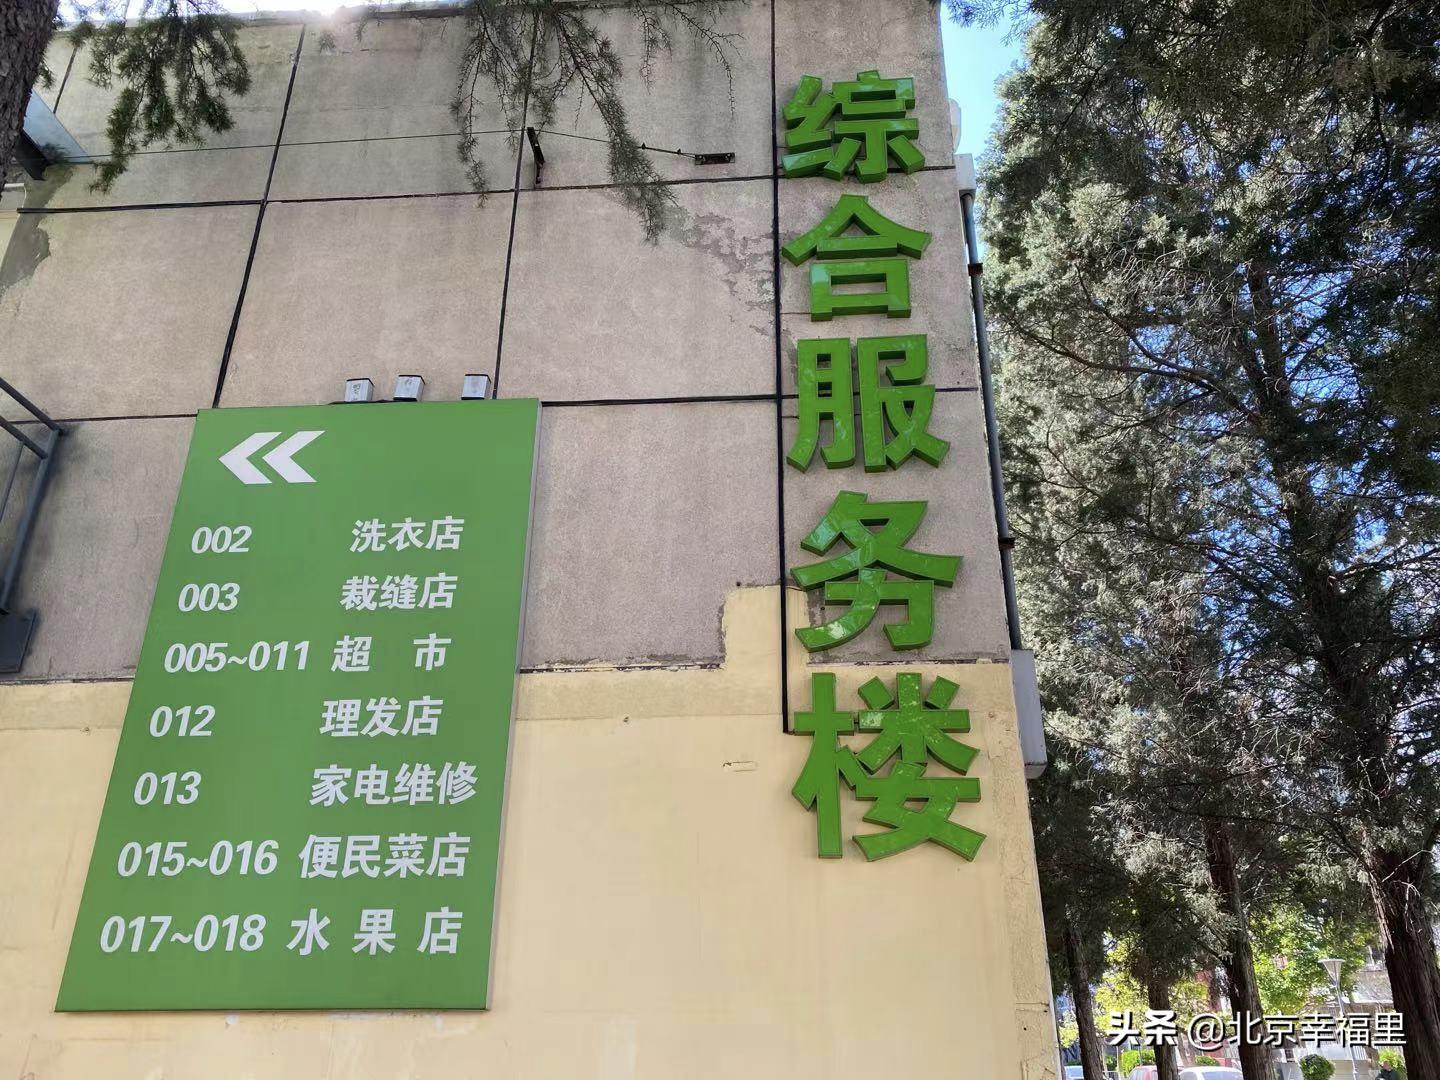 综合服务楼
002 洗衣店
003 裁缝店
005~011 超 市
012 理发店
013 家电维修
015~016 便民菜店
017~018 水果店
头条 @北京幸福里